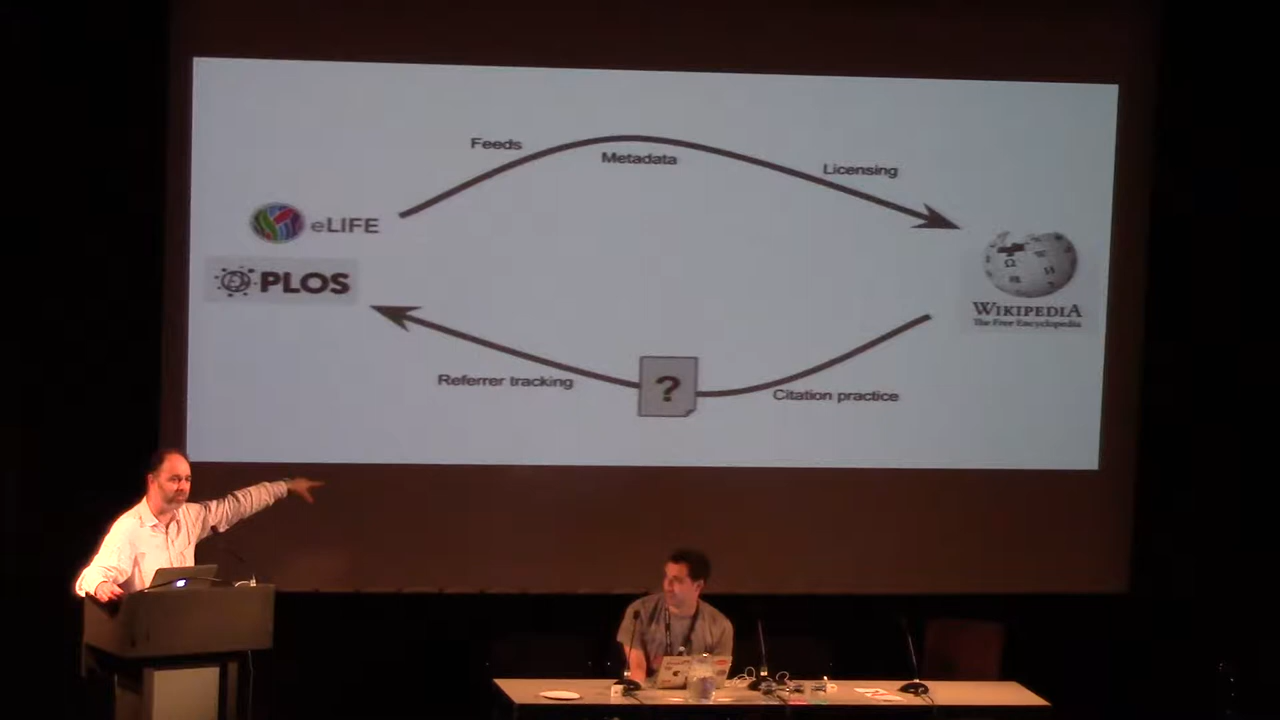 Feeds
Metadata
Licensing
eLIFE
PLOS
WIKIPEDIA
The Free Encyclopedia
Referrer tracking
?
Citation practice